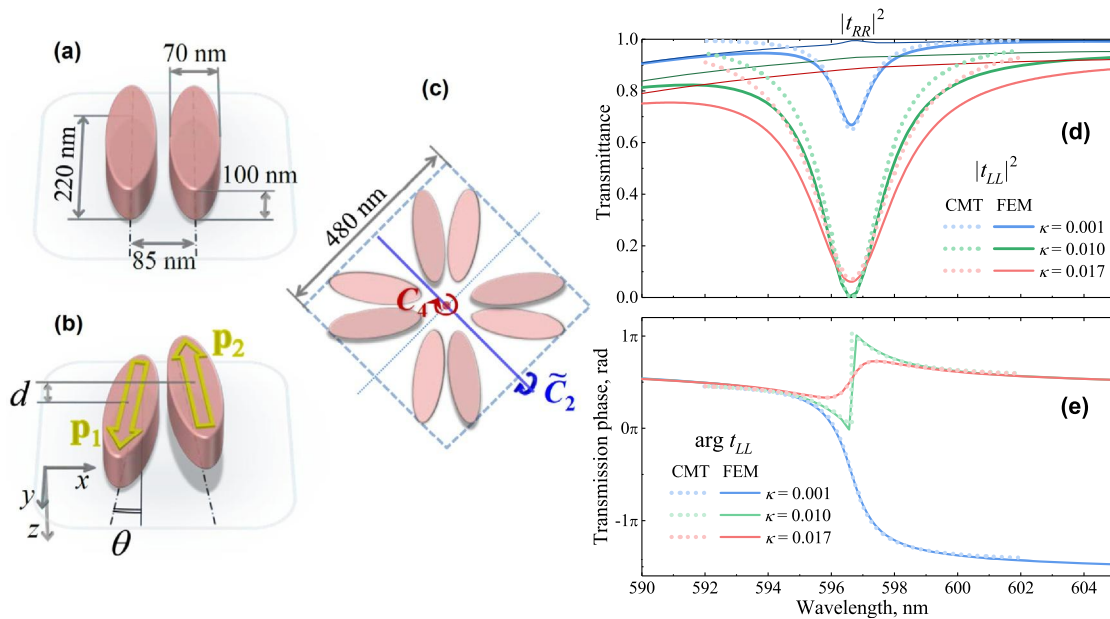 (a)
70 nm
220 nm
100 nm
85 nm
(b)
d
p₁
p₂
x
y
z
θ
(c)
480 nm
C₄
C̃₂
|t_RR|²
Transmittance
1.0
0.8
0.6
0.4
0.2
0.0
(d)
|t_LL|²
CMT FEM
κ = 0.001
κ = 0.010
κ = 0.017
Transmission phase, rad
1π
0π
-1π
(e)
arg t_LL
CMT FEM
κ = 0.001
κ = 0.010
κ = 0.017
590 592 594 596 598 600 602 604
Wavelength, nm